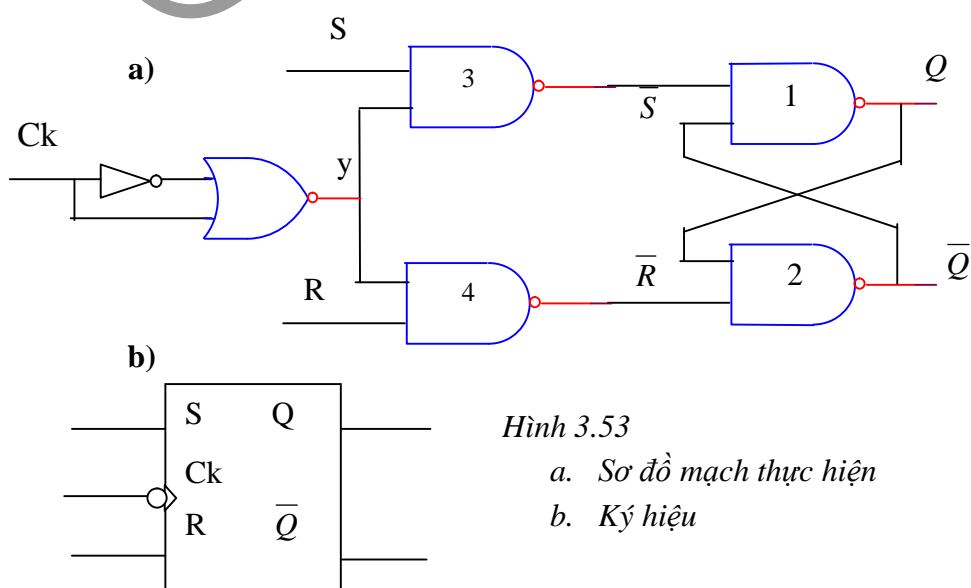 S
a)
3
1
Q
S̅
Ck
y
R
4
R̅
2
Q̅
b)
S Q
Ck
R Q̅
Hình 3.53
a. Sơ đồ mạch thực hiện
b. Ký hiệu